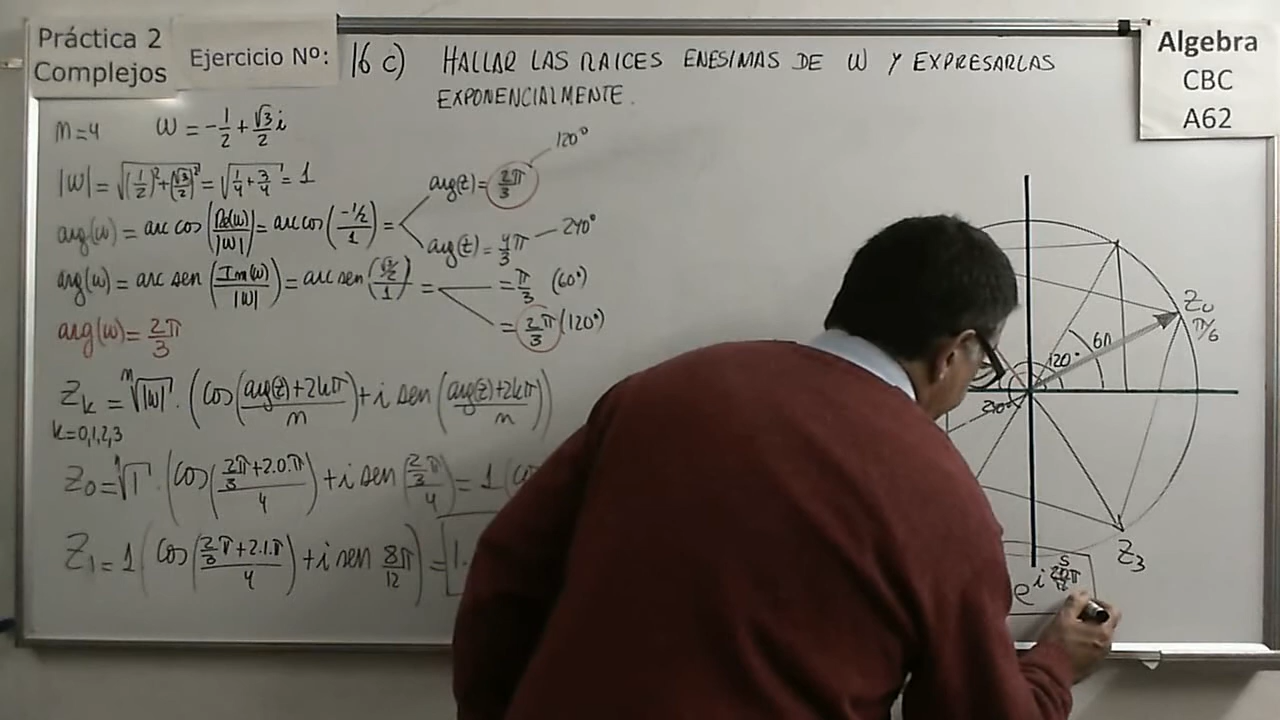 Práctica 2
Complejos
Ejercicio Nº: 16 c) HALLAR LAS RAICES ENESIMAS DE W Y EXPRESARLAS
EXPONENCIALMENTE.
Algebra
CBC
A62
n=4 W = -1/2 + √3/2 i
|W| = √((1/2)²+(√3/2)²) = √(1/4+3/4) = 1
arg(w) = arc cos (Re(w)/|W|) = arc cos (-1/2/1) =
arg(z) = 2π/3
120°
arg(z) = 4/3 π
240°
arg(w) = arc sen (Im(w)/|W|) = arc sen (√3/2/1) =
= π/3 (60°)
= 2π/3 (120°)
arg(w) = 2π/3
Zk = ⁿ√|W| . (cos (arg(z)+2kπ/n) + i sen (arg(z)+2kπ/n))
k=0,1,2,3
Z0 = ⁴√1 . (cos (2π/3+2.0.π/4) + i sen (2/3 π/4) = 1 (
Z1 = 1 ( cos (2/3 π+2.1.π/4) + i sen 8π/12 ) = 1.
Z0
π/6
120°
Z3